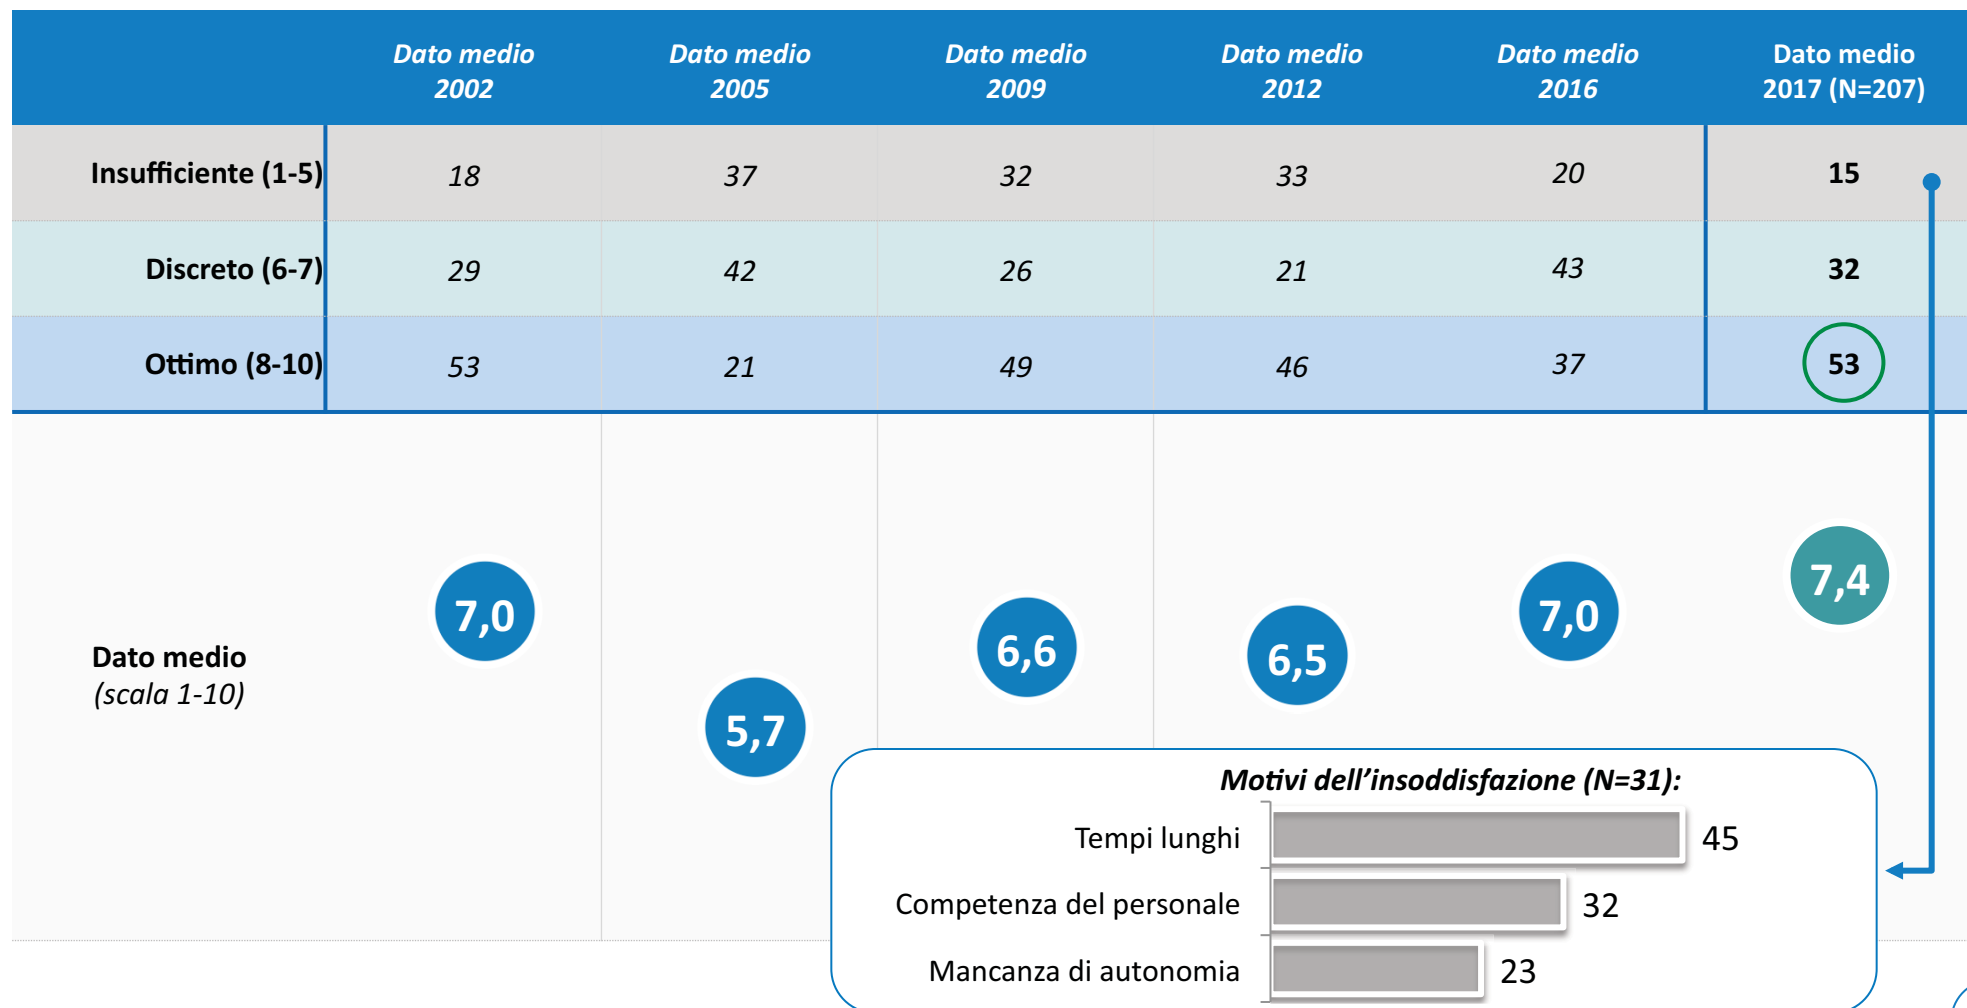 Dato medio 2002
Dato medio 2005
Dato medio 2009
Dato medio 2012
Dato medio 2016
Dato medio 2017 (N=207)
Insufficiente (1-5) 18 37 32 33 20 15
Discreto (6-7) 29 42 26 21 43 32
Ottimo (8-10) 53 21 49 46 37 53
Dato medio
(scala 1-10)
7,0 5,7 6,6 6,5 7,0 7,4
Motivi dell’insoddisfazione (N=31):
Tempi lunghi 45
Competenza del personale 32
Mancanza di autonomia 23